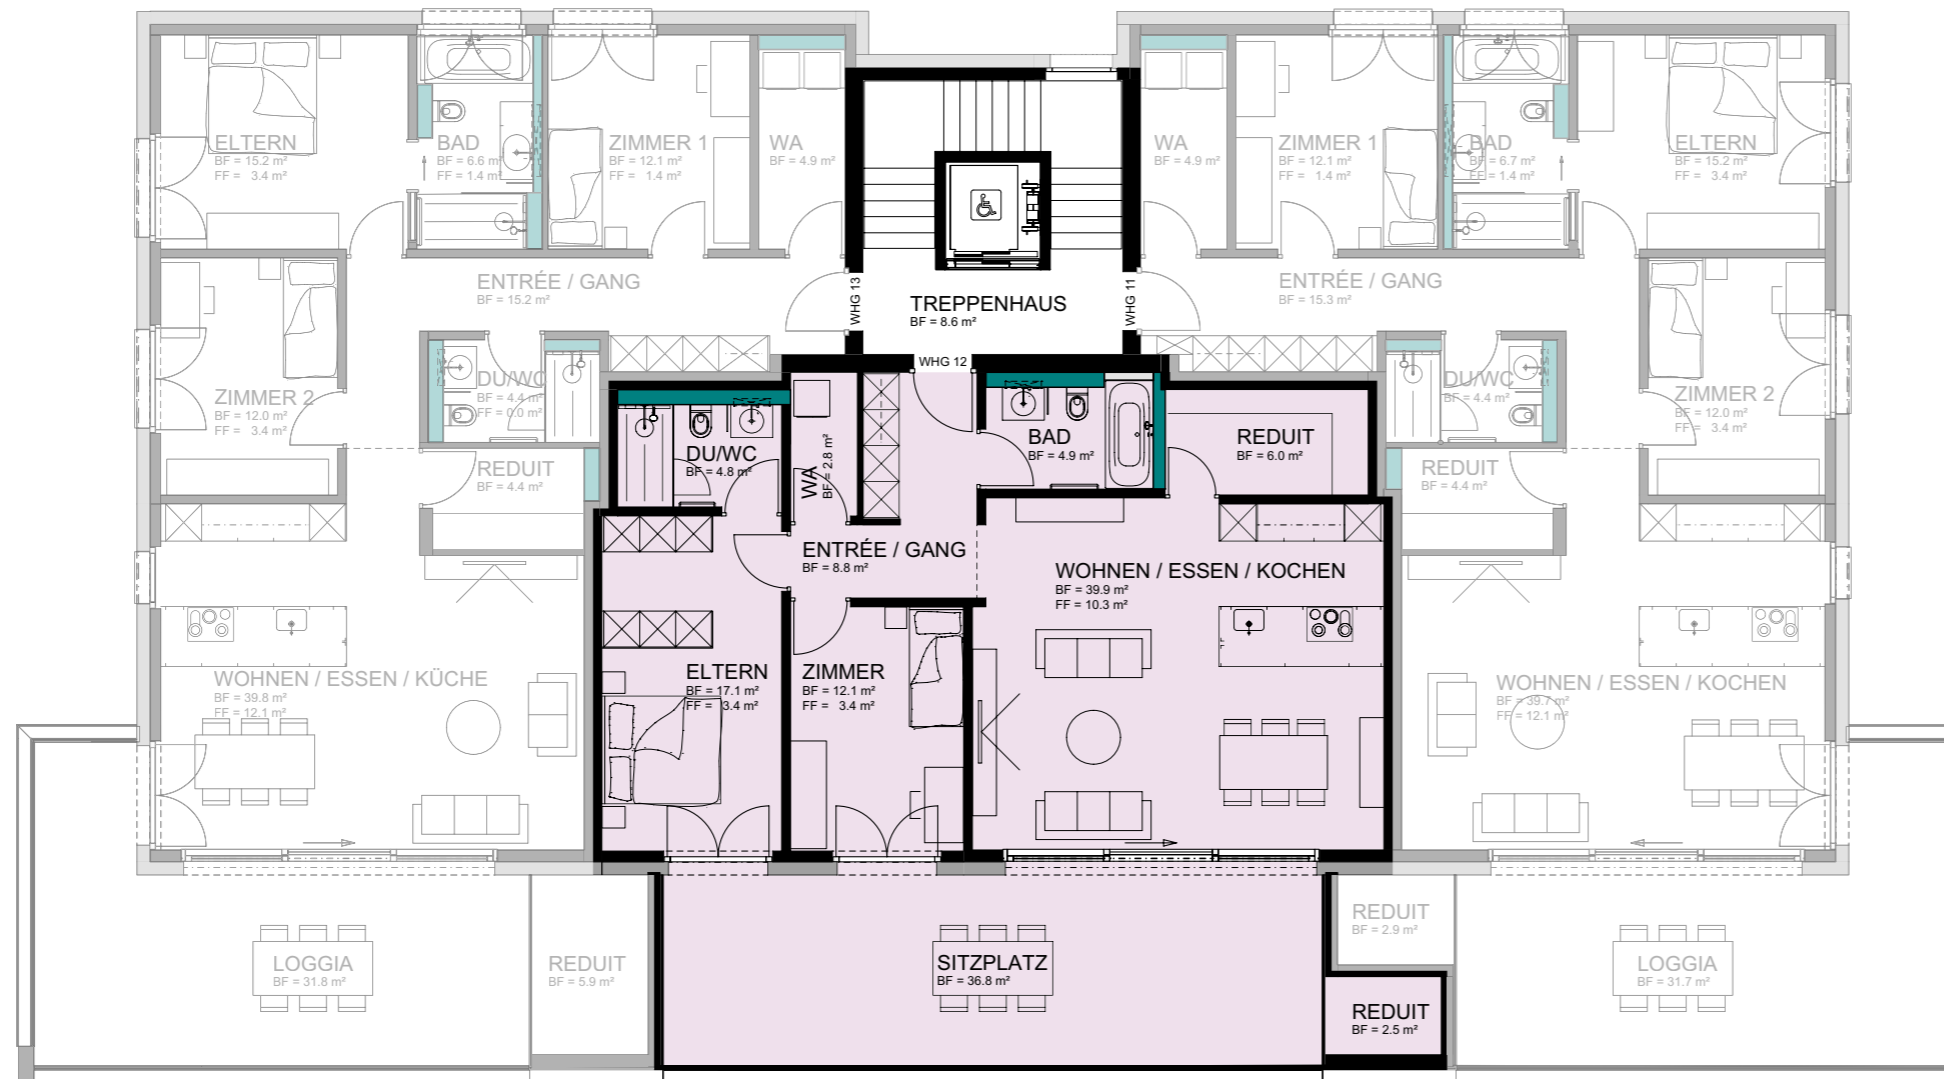 ELTERN
BF = 15.2 m²
FF = 3.4 m²
BAD
BF = 6.6 m²
FF = 1.4 m²
ZIMMER 1
BF = 12.1 m²
FF = 1.4 m²
WA
BF = 4.9 m²
WA
BF = 4.9 m²
ZIMMER 1
BF = 12.1 m²
FF = 1.4 m²
BAD
BF = 6.7 m²
FF = 1.4 m²
ELTERN
BF = 15.2 m²
FF = 3.4 m²
ENTRÉE / GANG
BF = 15.2 m²
WHG 13
TREPPENHAUS
BF = 8.6 m²
WHG 11
ENTRÉE / GANG
BF = 15.3 m²
WHG 12
ZIMMER 2
BF = 12.0 m²
FF = 3.4 m²
DU/WC
BF = 4.4 m²
FF = 0.0 m²
DU/WC
BF = 4.8 m²
WA
BF = 2.8 m²
BAD
BF = 4.9 m²
REDUIT
BF = 6.0 m²
DU/WC
BF = 4.4 m²
ZIMMER 2
BF = 12.0 m²
FF = 3.4 m²
REDUIT
BF = 4.4 m²
REDUIT
BF = 4.4 m²
ENTRÉE / GANG
BF = 8.8 m²
WOHNEN / ESSEN / KOCHEN
BF = 39.9 m²
FF = 10.3 m²
WOHNEN / ESSEN / KÜCHE
BF = 39.8 m²
FF = 12.1 m²
ELTERN
BF = 17.1 m²
FF = 3.4 m²
ZIMMER
BF = 12.1 m²
FF = 3.4 m²
WOHNEN / ESSEN / KOCHEN
BF = 39.7 m²
FF = 12.1 m²
LOGGIA
BF = 31.8 m²
REDUIT
BF = 5.9 m²
SITZPLATZ
BF = 36.8 m²
REDUIT
BF = 2.9 m²
REDUIT
BF = 2.5 m²
LOGGIA
BF = 31.7 m²